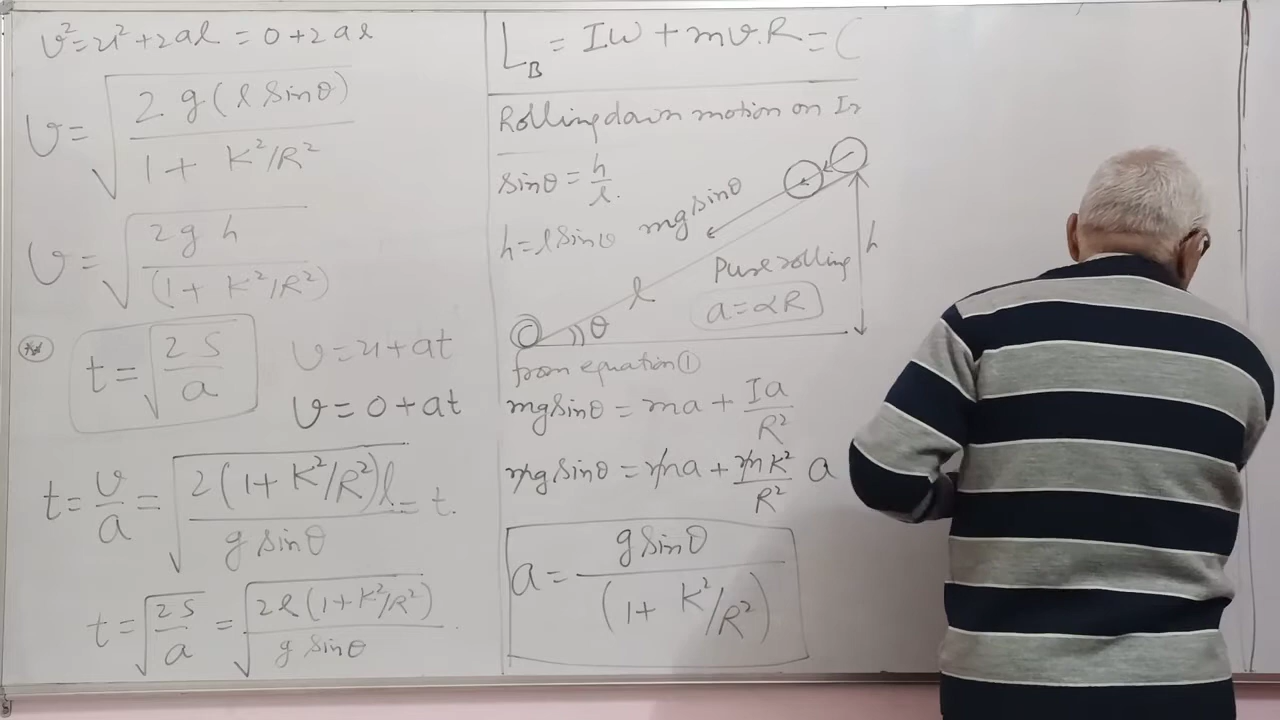 v²=u²+2al = 0+2al
v = √(2 g(l sinθ) / 1 + K²/R²)
v = √(2 g h / (1 + K²/R²))
t = √(2S / a)
v = u + at
v = 0 + at
t = v/a = √(2(1 + K²/R²)l / g sinθ) = t.
t = √(2S / a) = √(2l(1+K²/R²) / g sinθ)
L_B = Iω + mv.R = C
Rolling down motion on In
sinθ = h/l.
h = l sinθ
mg sinθ
h
l
θ
Pure rolling
a = αR
from equation ①
mg sinθ = ma + Ia/R²
mg sinθ = ma + mK²/R² a
a = g sinθ / (1 + K²/R²)